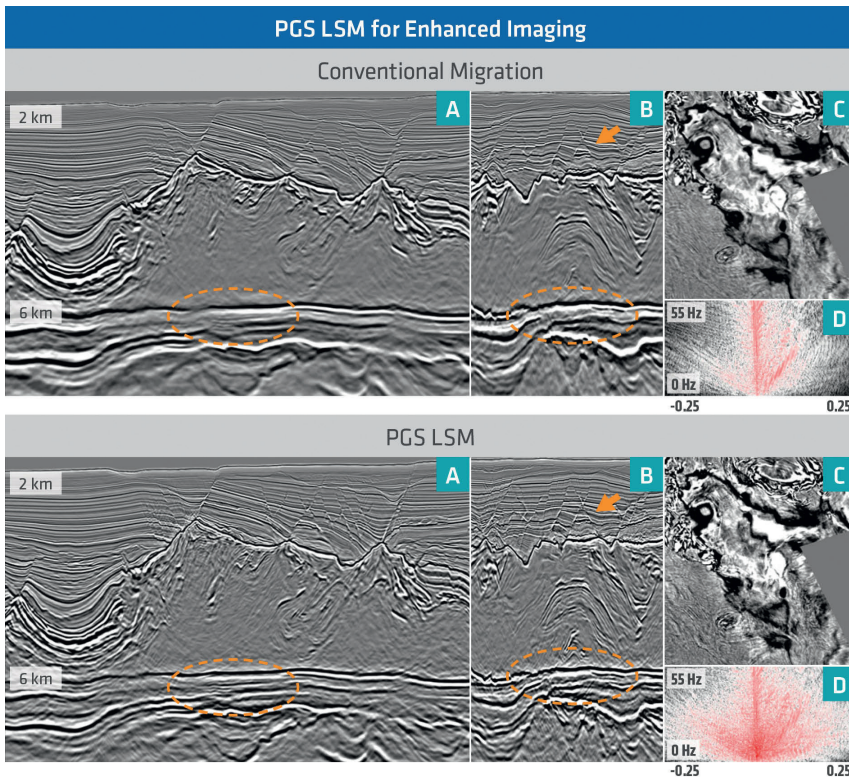 PGS LSM for Enhanced Imaging
Conventional Migration
2 km
A
B
C
6 km
55 Hz
D
0 Hz
-0.25
0.25
PGS LSM
2 km
A
B
C
6 km
55 Hz
D
0 Hz
-0.25
0.25